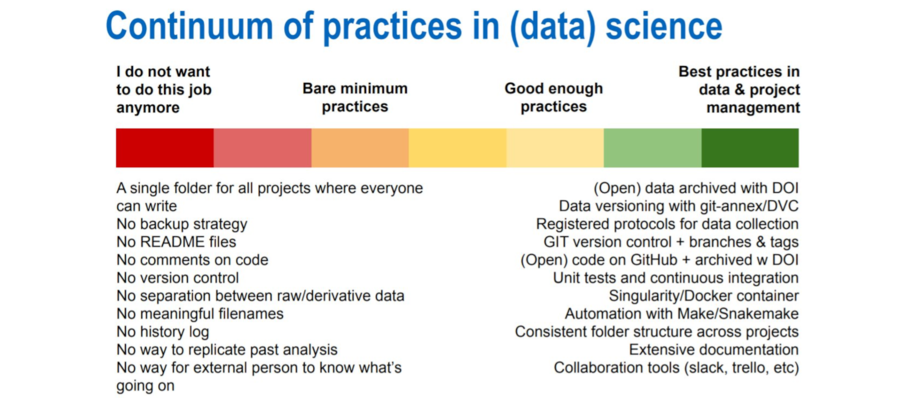 Continuum of practices in (data) science
I do not want
to do this job
anymore
Bare minimum
practices
Good enough
practices
Best practices in
data & project
management
A single folder for all projects where everyone
can write
No backup strategy
No README files
No comments on code
No version control
No separation between raw/derivative data
No meaningful filenames
No history log
No way to replicate past analysis
No way for external person to know what's
going on
(Open) data archived with DOI
Data versioning with git-annex/DVC
Registered protocols for data collection
GIT version control + branches & tags
(Open) code on GitHub + archived w DOI
Unit tests and continuous integration
Singularity/Docker container
Automation with Make/Snakemake
Consistent folder structure across projects
Extensive documentation
Collaboration tools (slack, trello, etc)